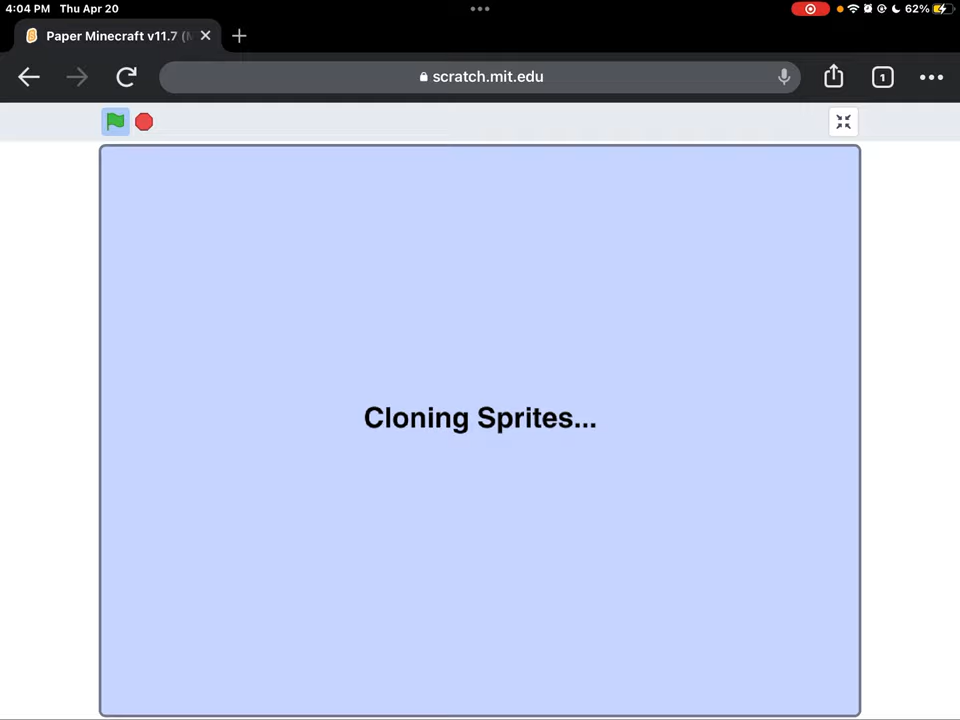 4:04 PM Thu Apr 20
62%
Paper Minecraft v11.7
scratch.mit.edu
1
Cloning Sprites...